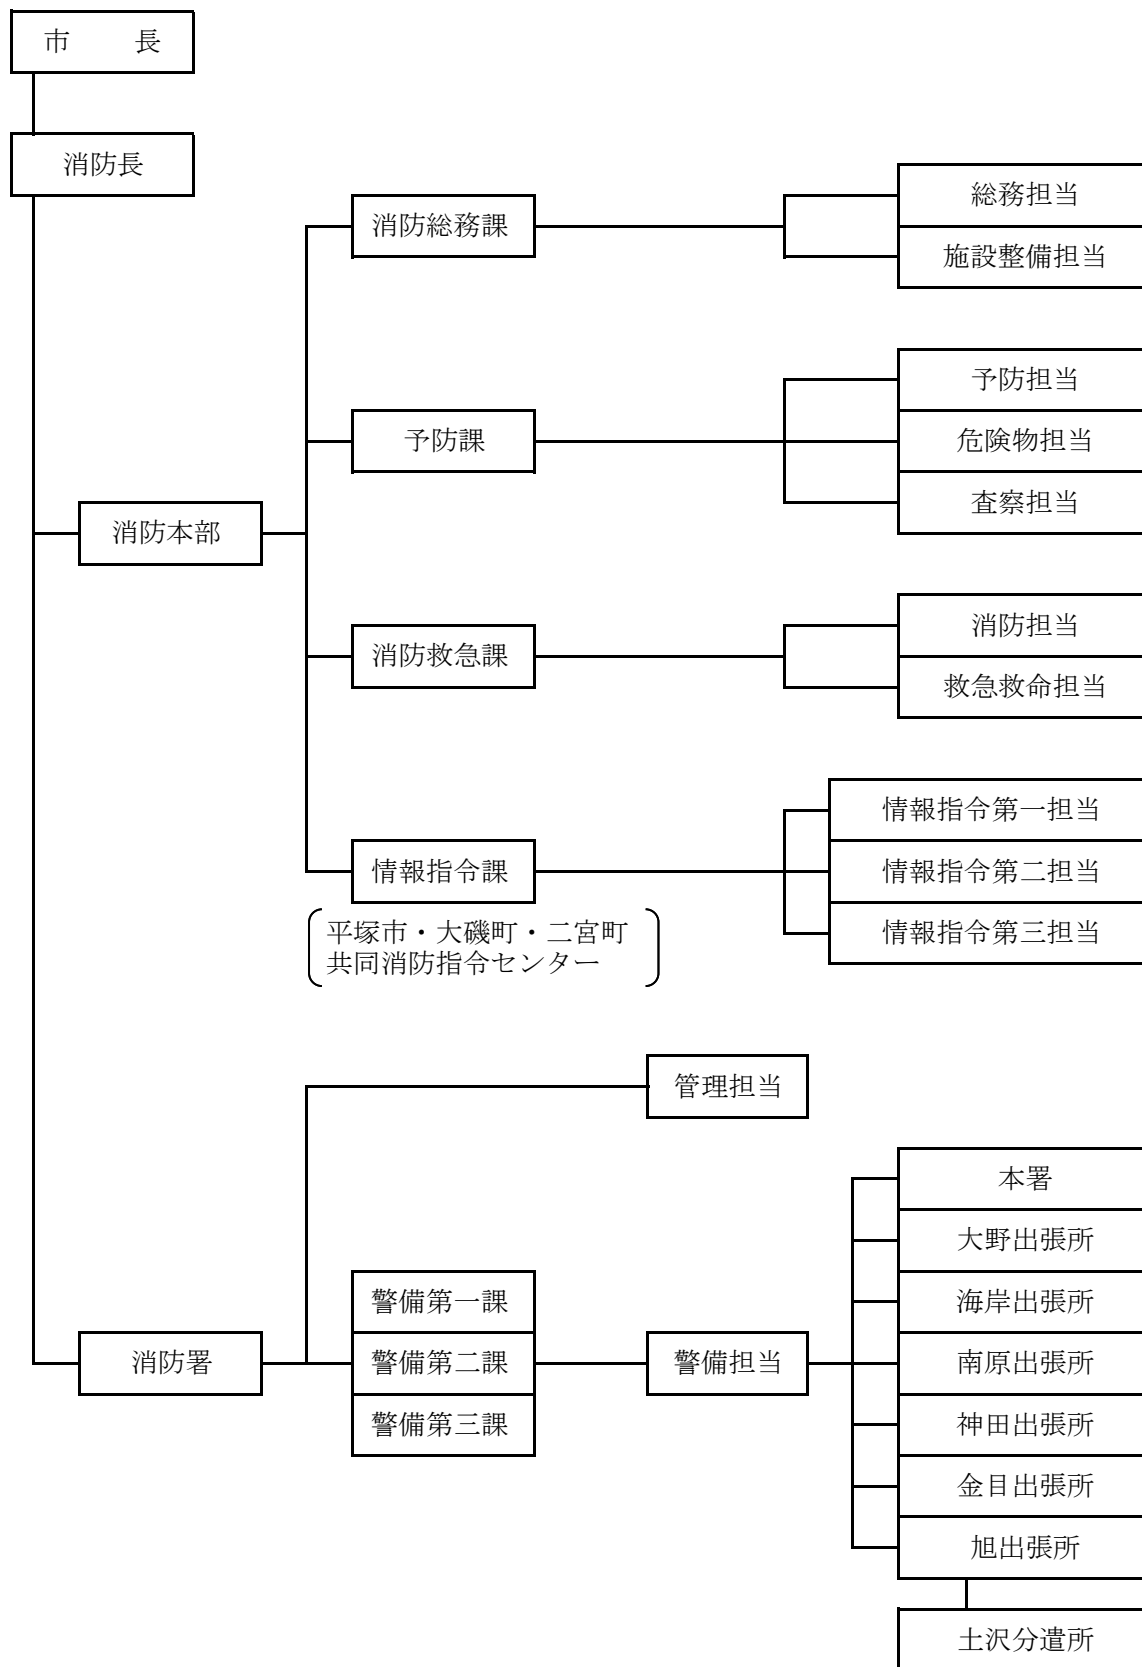 市　　長
消防長
消防本部
消防総務課
総務担当
施設整備担当
予防課
予防担当
危険物担当
査察担当
消防救急課
消防担当
救急救命担当
情報指令課
平塚市・大磯町・二宮町
共同消防指令センター
情報指令第一担当
情報指令第二担当
情報指令第三担当
消防署
管理担当
警備第一課
警備第二課
警備第三課
警備担当
本署
大野出張所
海岸出張所
南原出張所
神田出張所
金目出張所
旭出張所
土沢分遣所